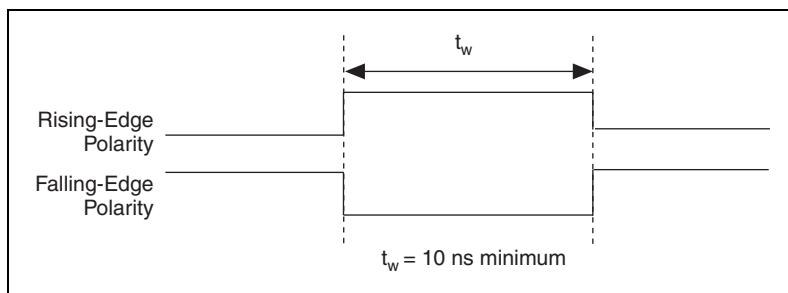 t_w
Rising-Edge
Polarity
Falling-Edge
Polarity
t_w = 10 ns minimum